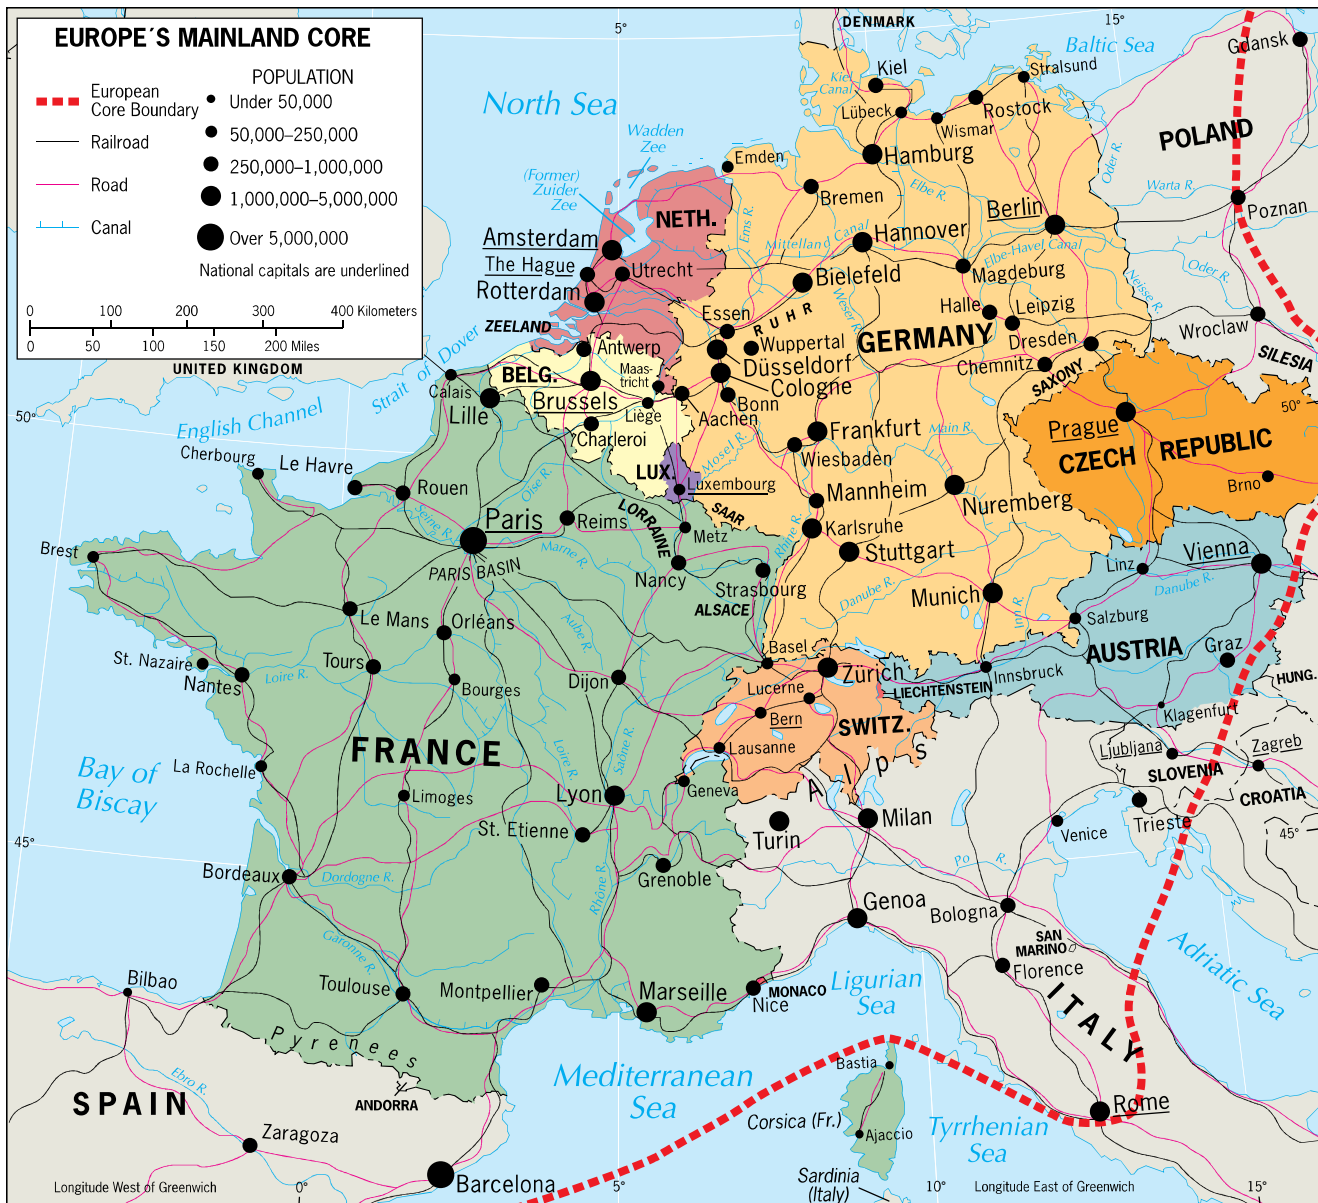 EUROPE´S MAINLAND CORE
European
Core Boundary
Railroad
Road
Canal
POPULATION
Under 50,000
50,000–250,000
250,000–1,000,000
1,000,000–5,000,000
Over 5,000,000
National capitals are underlined
0 100 200 300 400 Kilometers
0 50 100 150 200 Miles
5°
DENMARK
15°
Baltic Sea
Gdansk
Kiel
Kiel
Canal
Stralsund
Lübeck
Rostock
Wismar
North Sea
Wadden
Zee
(Former)
Zuider
Zee
Emden
Hamburg
POLAND
Oder R.
Elbe R.
Warta R.
Bremen
Berlin
Poznan
NETH.
Ems R.
Amsterdam
Hannover
Mittelland Canal
Elbe-Havel Canal
The Hague
Utrecht
Bielefeld
Magdeburg
Oder R.
Neisse R.
Rotterdam
Weser R.
Halle
Leipzig
ZEELAND
Essen
RUHR
Wroclaw
GERMANY
Dresden
SILESIA
Strait of Dover
Antwerp
Wuppertal
Düsseldorf
Chemnitz
SAXONY
UNITED KINGDOM
BELG.
Maas-
tricht
Cologne
Calais
Brussels
Liège
Bonn
Lille
Aachen
50°
50°
English Channel
Charleroi
Frankfurt
Main R.
Prague
CZECH REPUBLIC
Mosel R.
Wiesbaden
Cherbourg
Le Havre
LUX.
Luxembourg
Brno
Rouen
Oise R.
Mannheim
Nuremberg
Seine R.
Paris
Reims
LORRAINE
SAAR
Karlsruhe
Metz
Rhine R.
Brest
Marne R.
Stuttgart
Vienna
PARIS BASIN
Nancy
Linz
Strasbourg
Danube R.
Danube R.
Munich
ALSACE
Inn R.
Le Mans
Orléans
Aube R.
Salzburg
St. Nazaire
Tours
Basel
AUSTRIA
Graz
Nantes
Loire R.
Dijon
Zürich
Innsbruck
HUNG.
Bourges
Lucerne
LIECHTENSTEIN
Bern
SWITZ.
Klagenfurt
FRANCE
Loire R.
Saône R.
Lausanne
Ljubljana
Zagreb
Bay of
Biscay
La Rochelle
Alps
SLOVENIA
Limoges
Lyon
Geneva
CROATIA
St. Etienne
Turin
Milan
Venice
Trieste
45°
45°
Po R.
Bordeaux
Dordogne R.
Rhône R.
Grenoble
Genoa
Bologna
Garonne R.
SAN
MARINO
Adriatic Sea
Florence
Bilbao
Toulouse
Montpellier
Marseille
Nice
MONACO
Ligurian
Sea
ITALY
Pyrenees
Ebro R.
Mediterranean
Sea
Bastia
SPAIN
ANDORRA
Rome
Corsica (Fr.)
Ajaccio
Tyrrhenian
Sea
Zaragoza
Sardinia
(Italy)
Barcelona
Longitude West of Greenwich
0°
5°
10°
Longitude East of Greenwich
15°